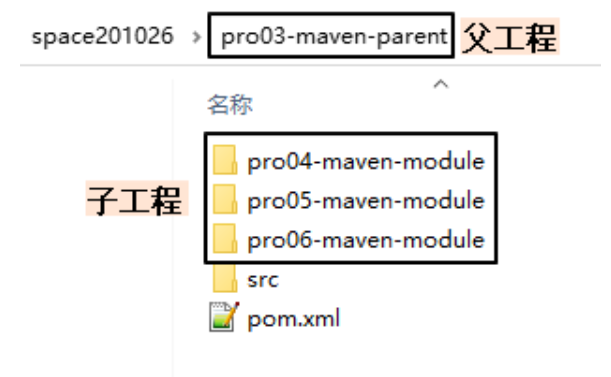 space201026 › pro03-maven-parent 父工程
名称
pro04-maven-module
子工程 pro05-maven-module
pro06-maven-module
src
pom.xml